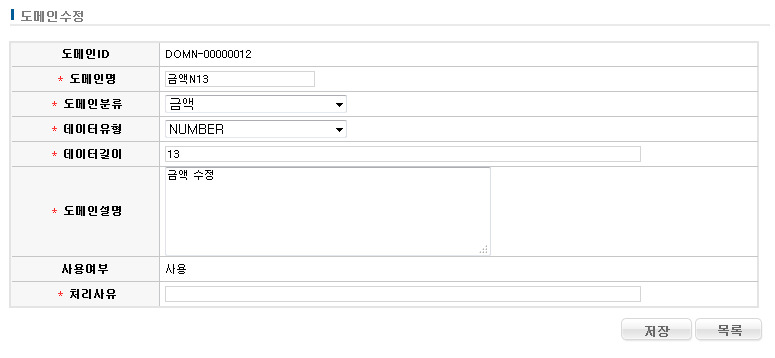 도메인수정
도메인ID DOMN-00000012
* 도메인명 금액N13
* 도메인분류 금액
* 데이터유형 NUMBER
* 데이터길이 13
* 도메인설명 금액 수정
사용여부 사용
* 처리사유
저장 목록